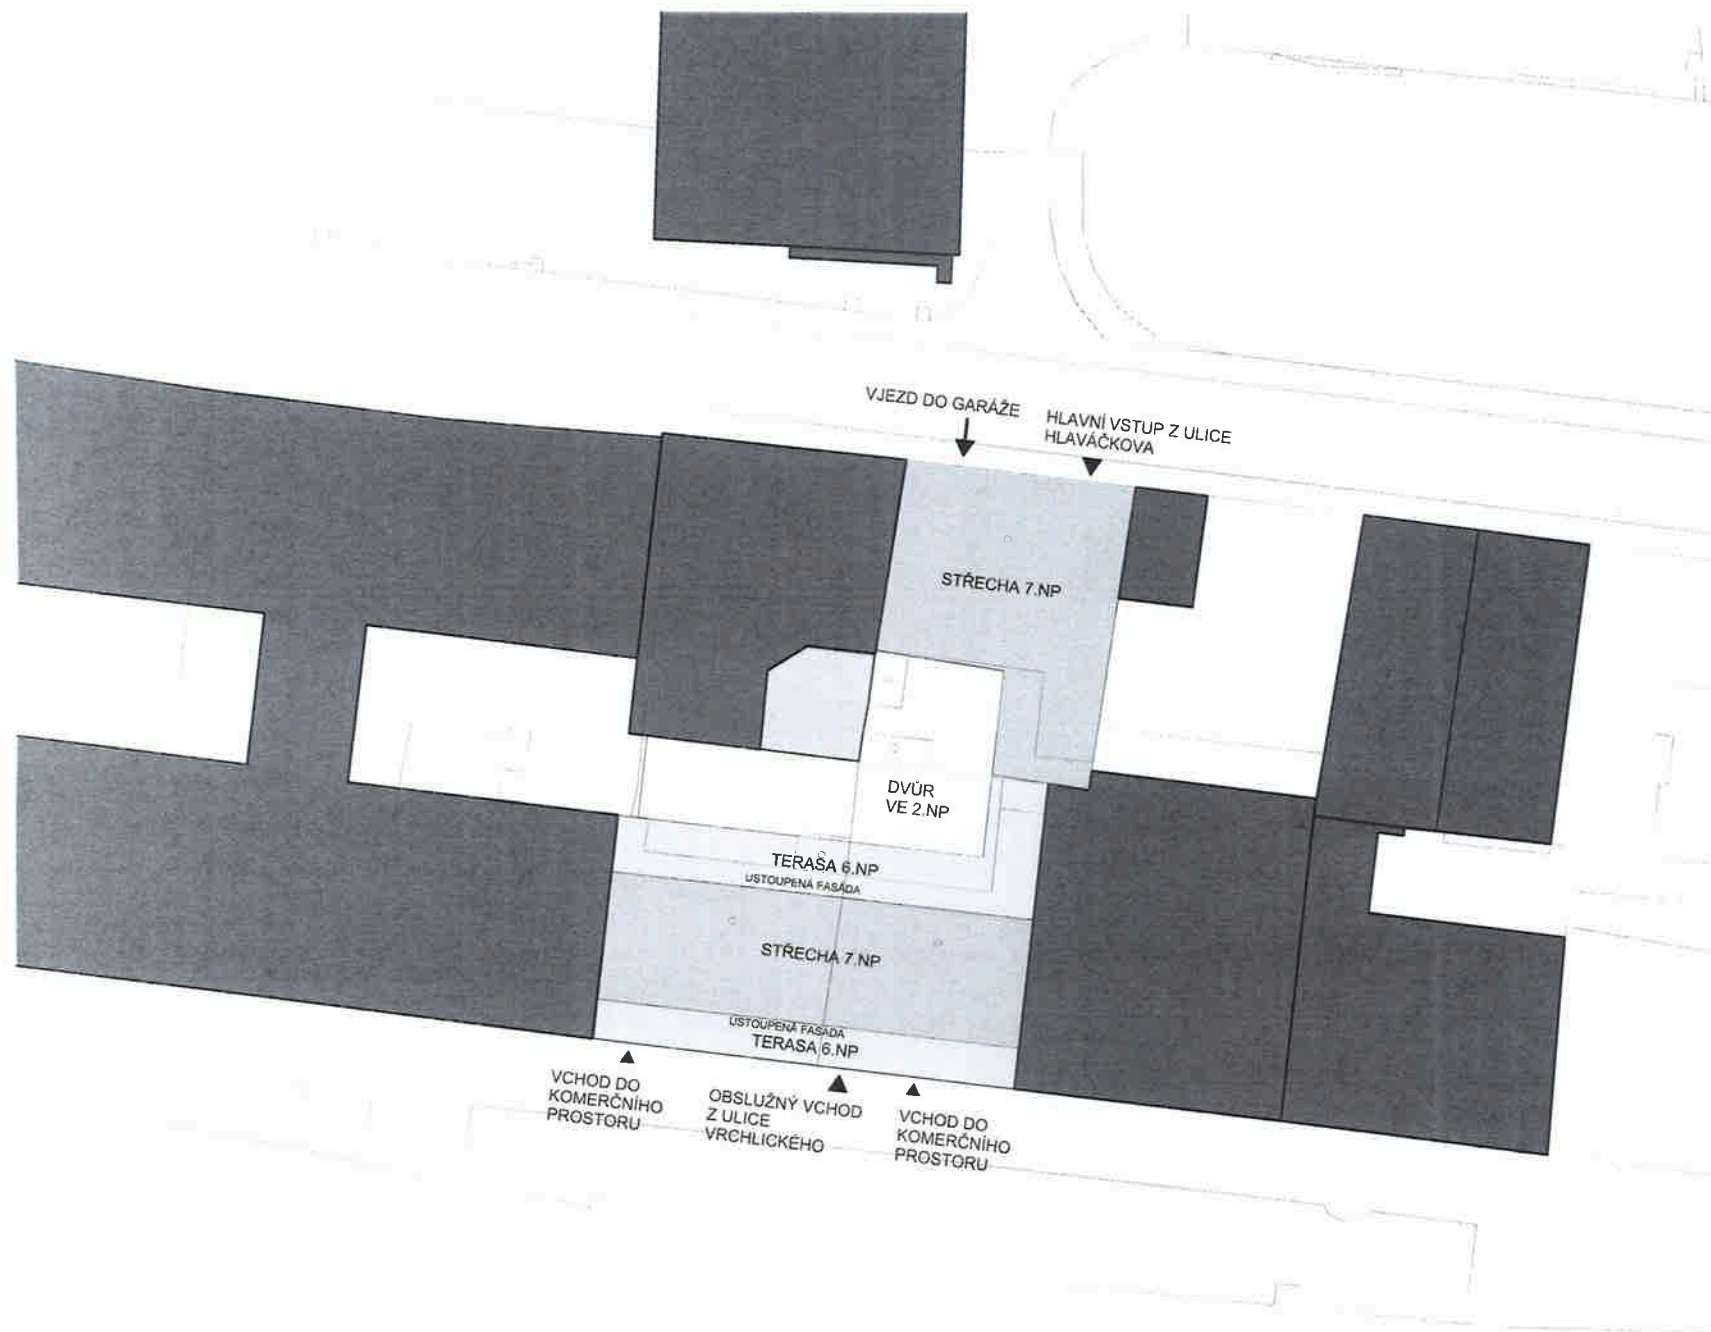 VJEZD DO GARÁŽE
HLAVNÍ VSTUP Z ULICE
HLAVÁČKOVA
STŘECHA 7.NP
DVŮR
VE 2.NP
TERASA 6.NP
USTOUPENÁ FASÁDA
STŘECHA 7.NP
USTOUPENÁ FASÁDA
TERASA 6.NP
VCHOD DO
KOMERČNÍHO
PROSTORU
OBSLUŽNÝ VCHOD
Z ULICE
VRCHLICKÉHO
VCHOD DO
KOMERČNÍHO
PROSTORU